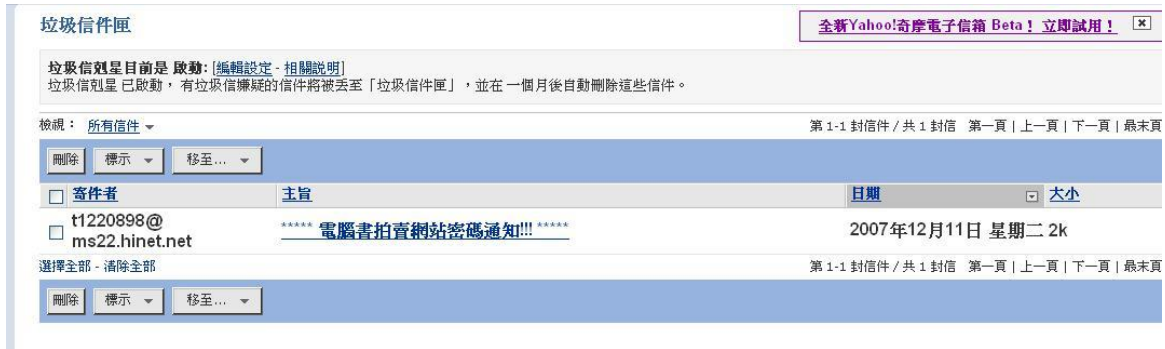 垃圾信件匣
全新Yahoo!奇摩電子信箱 Beta！ 立即試用！
垃圾信剋星目前是 啟動: [編輯設定 - 相關說明]
垃圾信剋星 已啟動， 有垃圾信嫌疑的信件將被丟至「垃圾信件匣」，並在 一個月後自動刪除這些信件。
檢視： 所有信件 第 1-1 封信件 / 共 1 封信 第一頁 | 上一頁 | 下一頁 | 最末頁
刪除 標示 移至...
寄件者 主旨 日期 大小
t1220898@
ms22.hinet.net ***** 電腦書拍賣網站密碼通知!!! ***** 2007年12月11日 星期二 2k
選擇全部 - 清除全部 第 1-1 封信件 / 共 1 封信 第一頁 | 上一頁 | 下一頁 | 最末頁
刪除 標示 移至...